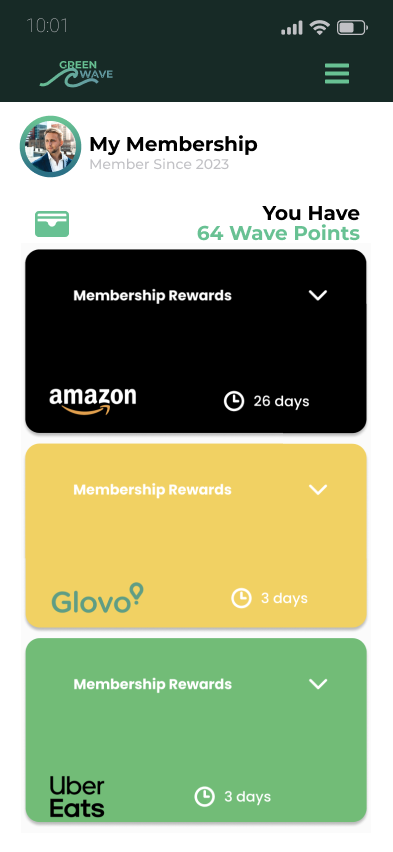 10:01
GREEN
WAVE
My Membership
Member Since 2023
You Have
64 Wave Points
Membership Rewards
amazon
26 days
Membership Rewards
Glovo
3 days
Membership Rewards
Uber
Eats
3 days